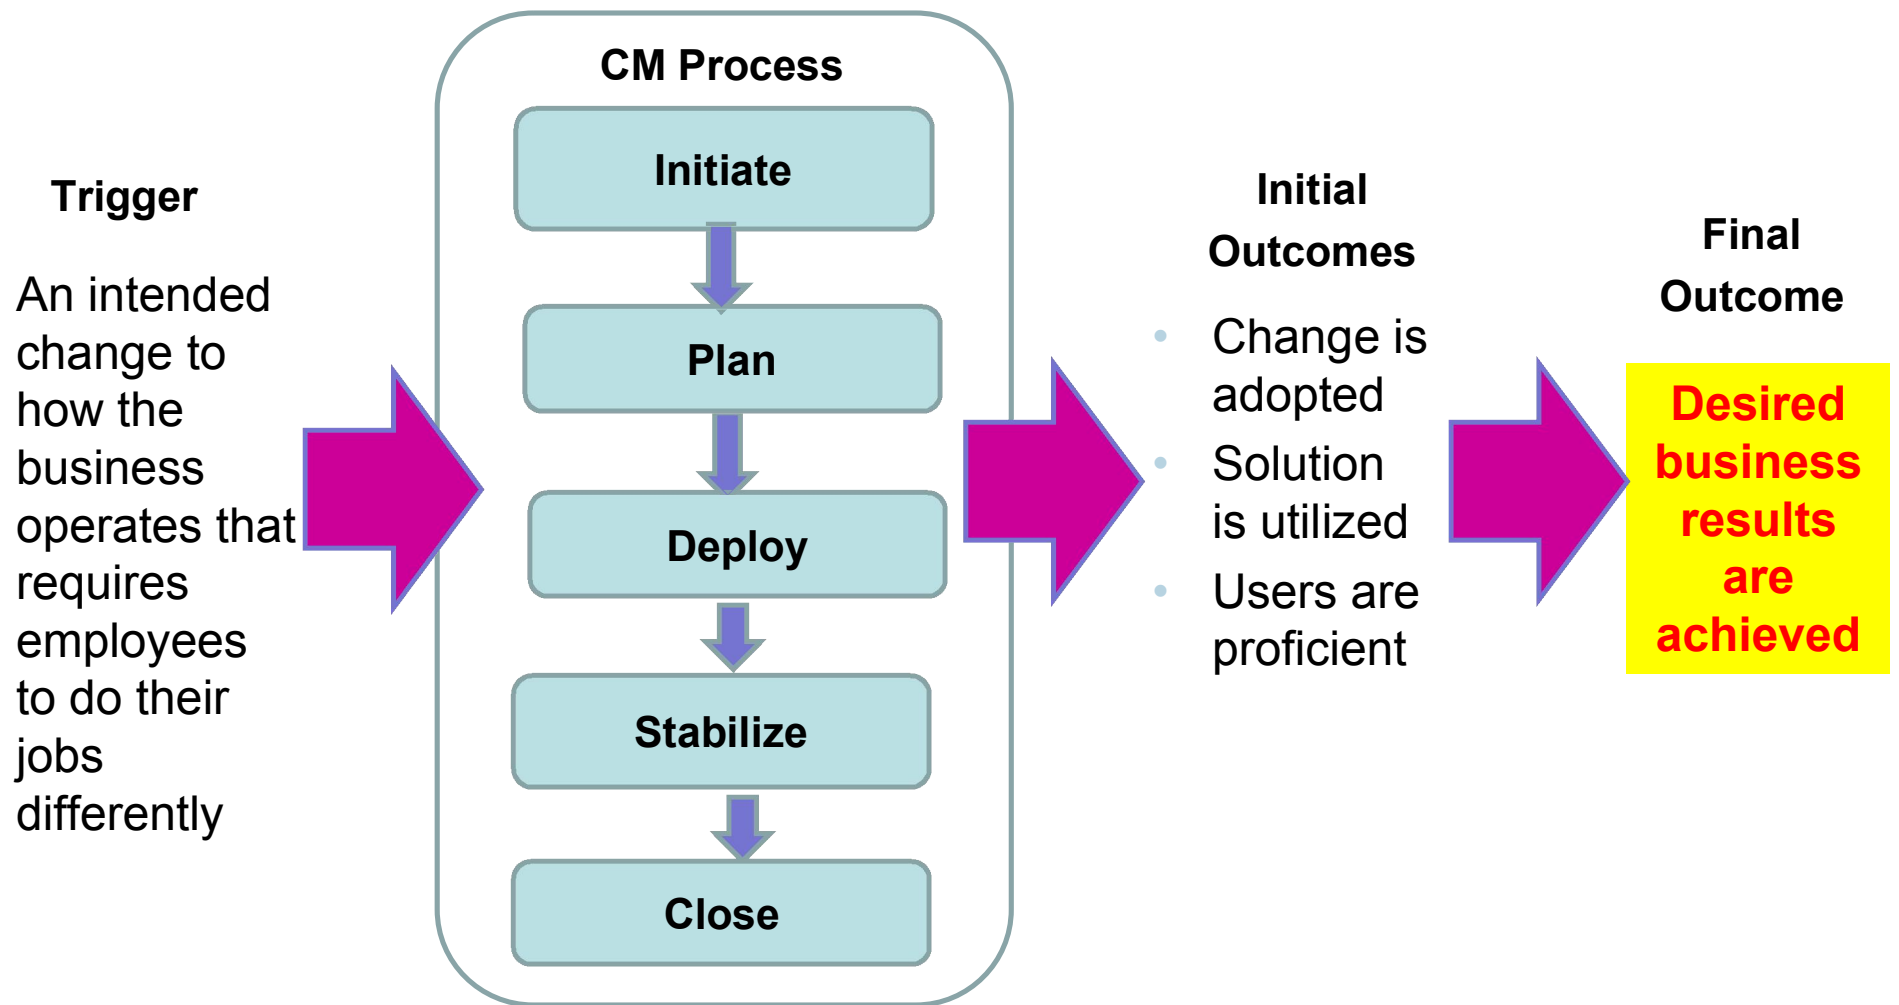 Trigger
An intended
change to
how the
business
operates that
requires
employees
to do their
jobs
differently
CM Process
Initiate
Plan
Deploy
Stabilize
Close
Initial
Outcomes
• Change is
adopted
• Solution
is utilized
• Users are
proficient
Final
Outcome
Desired
business
results
are
achieved